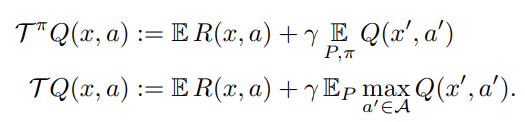 𝒯^π Q(x, a) := 𝔼 R(x, a) + γ 𝔼_{P,π} Q(x′, a′)
𝒯Q(x, a) := 𝔼 R(x, a) + γ 𝔼_P max_{a′∈𝒜} Q(x′, a′).